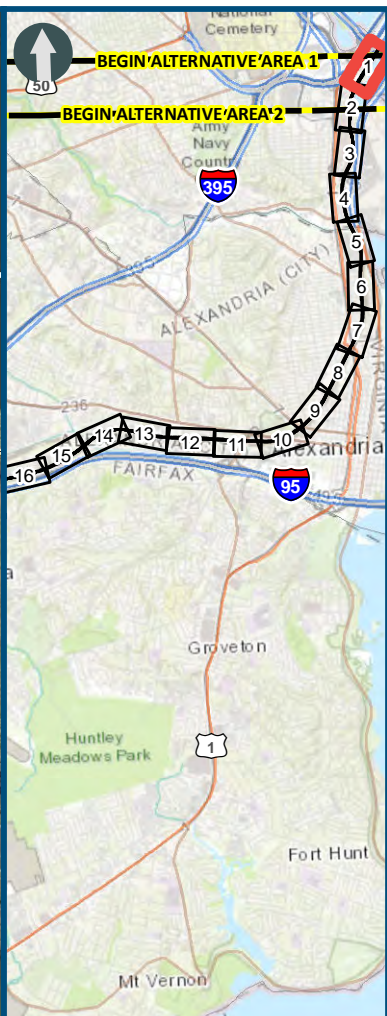 National
Cemetery
BEGIN ALTERNATIVE AREA 1
1
50
BEGIN ALTERNATIVE AREA 2
2
Army
Navy
Country
3
395
4
5
395
ALEXANDRIA (CITY)
6
VIRGINIA
7
8
236
9
14
13
12
11
10
Alexandria
15
16
FAIRFAX
95
495
Groveton
Huntley
Meadows Park
1
Fort Hunt
Mt Vernon